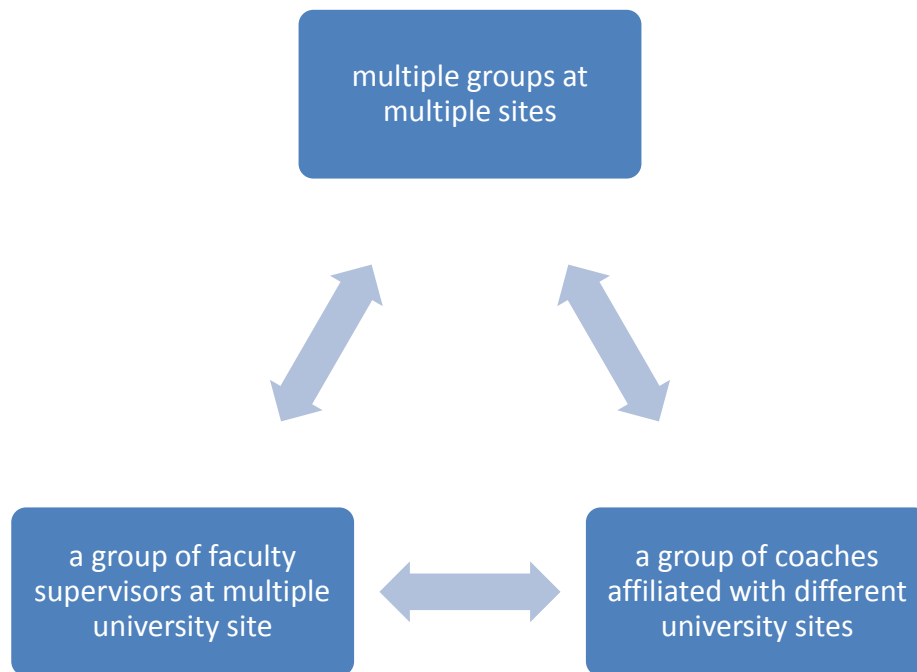 multiple groups at
multiple sites
a group of faculty
supervisors at multiple
university site
a group of coaches
affiliated with different
university sites